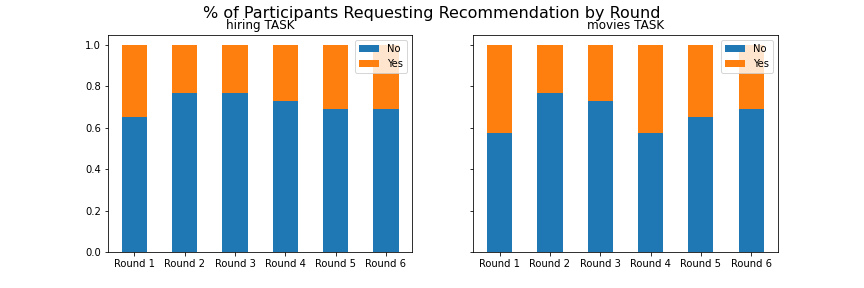 % of Participants Requesting Recommendation by Round
hiring TASK
No
Yes
1.0
0.8
0.6
0.4
0.2
0.0
Round 1 Round 2 Round 3 Round 4 Round 5 Round 6
movies TASK
No
Yes
Round 1 Round 2 Round 3 Round 4 Round 5 Round 6